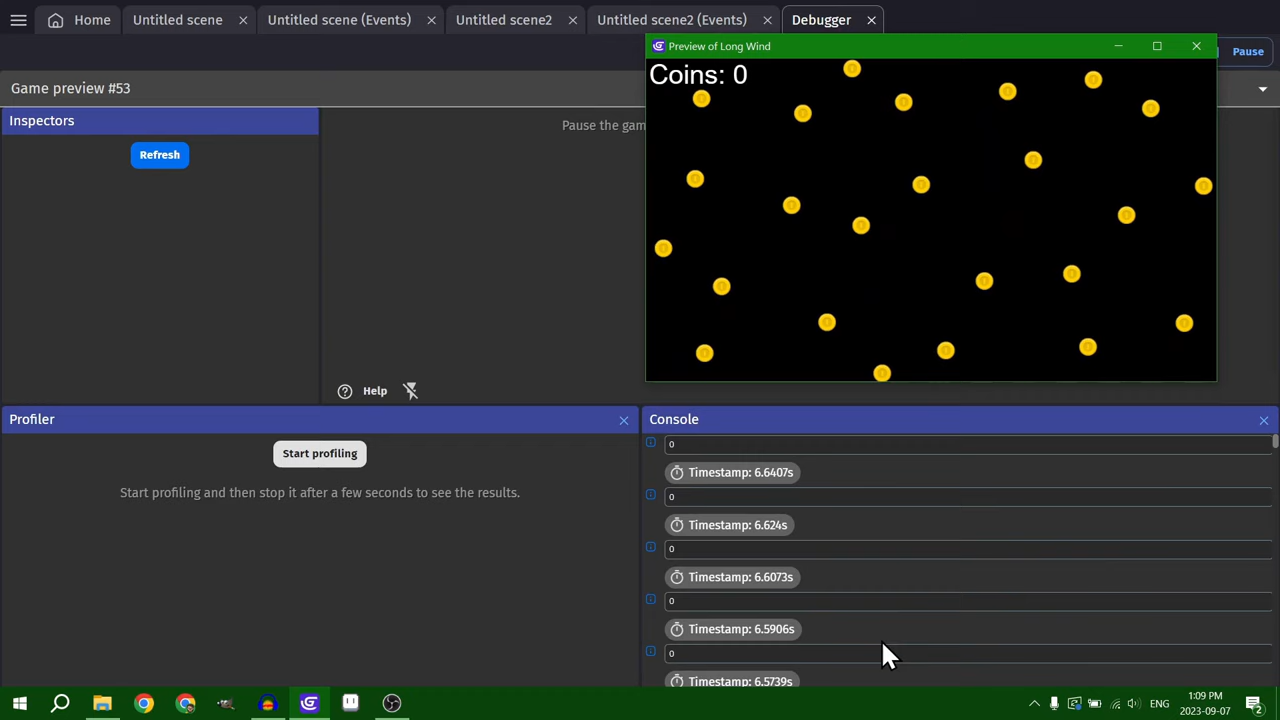 Home
Untitled scene
Untitled scene (Events)
Untitled scene2
Untitled scene2 (Events)
Debugger
Pause
Preview of Long Wind
Game preview #53
Coins: 0
Inspectors
Refresh
Pause the gam
Help
Profiler
Start profiling
Start profiling and then stop it after a few seconds to see the results.
Console
0
Timestamp: 6.6407s
0
Timestamp: 6.624s
0
Timestamp: 6.6073s
0
Timestamp: 6.5906s
0
Timestamp: 6.5739s
ENG
1:09 PM
2023-09-07
2